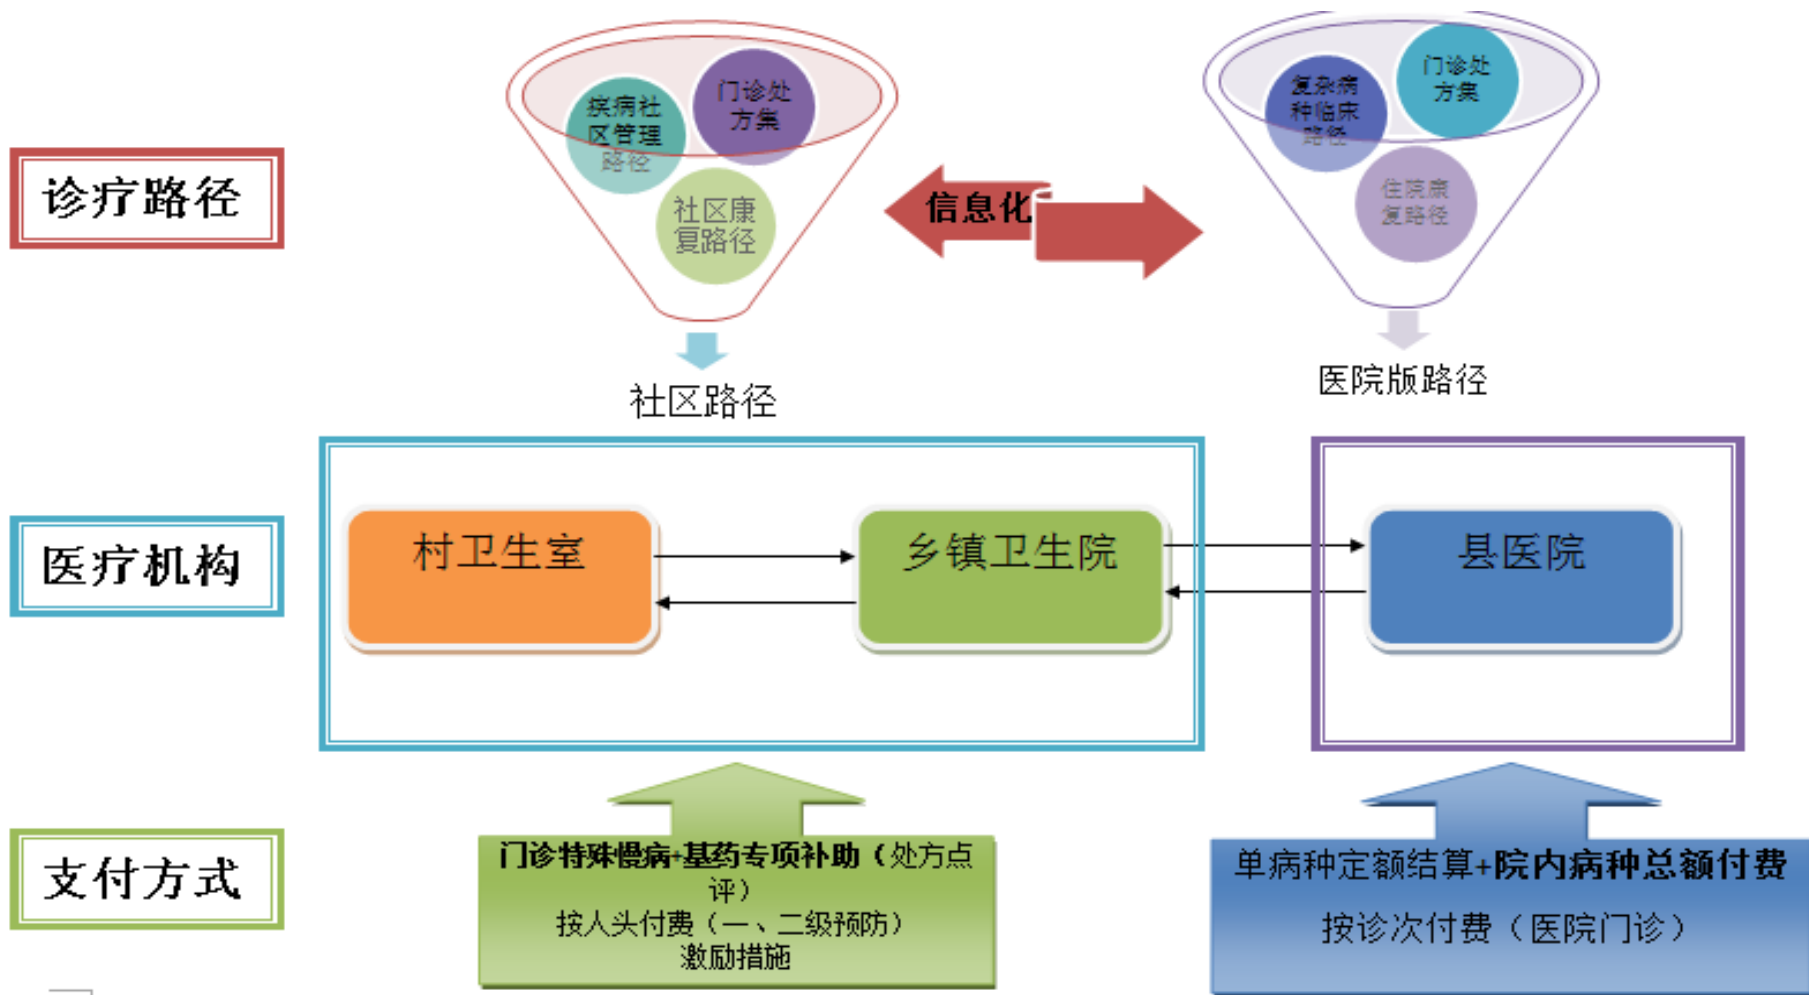 疾病社
区管理
路径
门诊处
方集
社区康
复路径
复杂病
种临床
路径
门诊处
方集
住院康
复路径
诊疗路径
信息化
社区路径
医院版路径
医疗机构
村卫生室
乡镇卫生院
县医院
支付方式
门诊特殊慢病+基药专项补助（处方点
评）
按人头付费（一、二级预防）
激励措施
单病种定额结算+院内病种总额付费
按诊次付费（医院门诊）